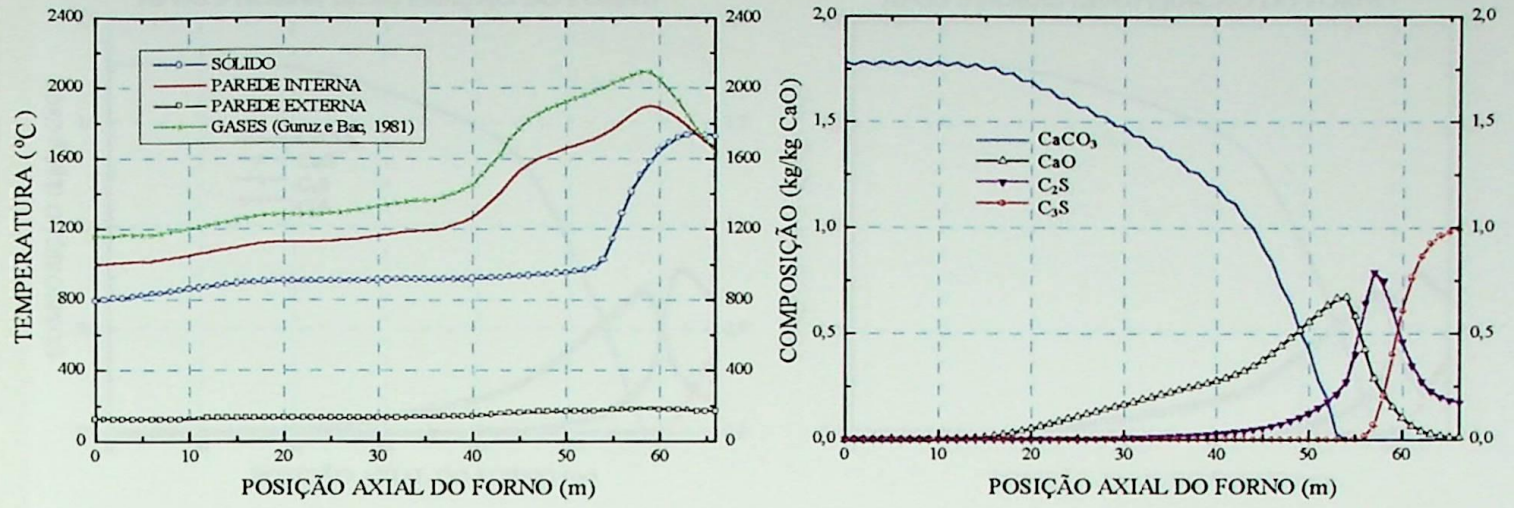 2400
2000
1600
1200
800
400
0
TEMPERATURA (ºC)
SÓLIDO
PAREDE INTERNA
PAREDE EXTERNA
GASES (Guruz e Bac, 1981)
2400
2000
1600
1200
800
400
0
0 10 20 30 40 50 60
POSIÇÃO AXIAL DO FORNO (m)
2,0
1,5
1,0
0,5
0,0
COMPOSIÇÃO (kg/kg CaO)
CaCO₃
CaO
C₂S
C₃S
2,0
1,5
1,0
0,5
0,0
0 10 20 30 40 50 60
POSIÇÃO AXIAL DO FORNO (m)